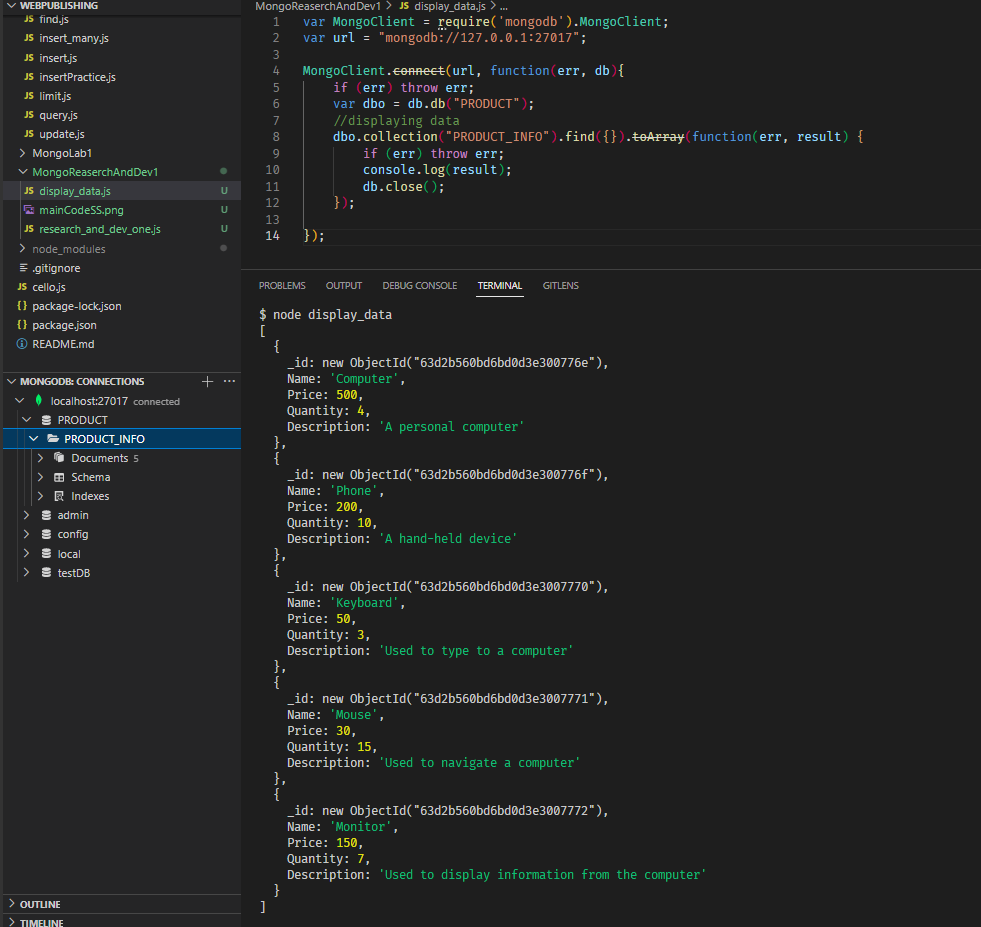 WEBPUBLISHING
JS find.js
JS insert_many.js
JS insert.js
JS insertPractice.js
JS limit.js
JS query.js
JS update.js
MongoLab1
MongoReaserchAndDev1
JS display_data.js U
mainCodeSS.png U
JS research_and_dev_one.js U
node_modules
.gitignore
JS cello.js
{} package-lock.json
{} package.json
README.md
MONGODB: CONNECTIONS
localhost:27017 connected
PRODUCT
PRODUCT_INFO
Documents 5
Schema
Indexes
admin
config
local
testDB
OUTLINE
TIMELINE
MongoReaserchAndDev1 > JS display_data.js > ...
1 var MongoClient = require('mongodb').MongoClient;
2 var url = "mongodb://127.0.0.1:27017";
3
4 MongoClient.connect(url, function(err, db){
5 if (err) throw err;
6 var dbo = db.db("PRODUCT");
7 //displaying data
8 dbo.collection("PRODUCT_INFO").find({}).toArray(function(err, result) {
9 if (err) throw err;
10 console.log(result);
11 db.close();
12 });
13
14 });
PROBLEMS OUTPUT DEBUG CONSOLE TERMINAL GITLENS
$ node display_data
[
{
_id: new ObjectId("63d2b560bd6bd0d3e300776e"),
Name: 'Computer',
Price: 500,
Quantity: 4,
Description: 'A personal computer'
},
{
_id: new ObjectId("63d2b560bd6bd0d3e300776f"),
Name: 'Phone',
Price: 200,
Quantity: 10,
Description: 'A hand-held device'
},
{
_id: new ObjectId("63d2b560bd6bd0d3e3007770"),
Name: 'Keyboard',
Price: 50,
Quantity: 3,
Description: 'Used to type to a computer'
},
{
_id: new ObjectId("63d2b560bd6bd0d3e3007771"),
Name: 'Mouse',
Price: 30,
Quantity: 15,
Description: 'Used to navigate a computer'
},
{
_id: new ObjectId("63d2b560bd6bd0d3e3007772"),
Name: 'Monitor',
Price: 150,
Quantity: 7,
Description: 'Used to display information from the computer'
}
]